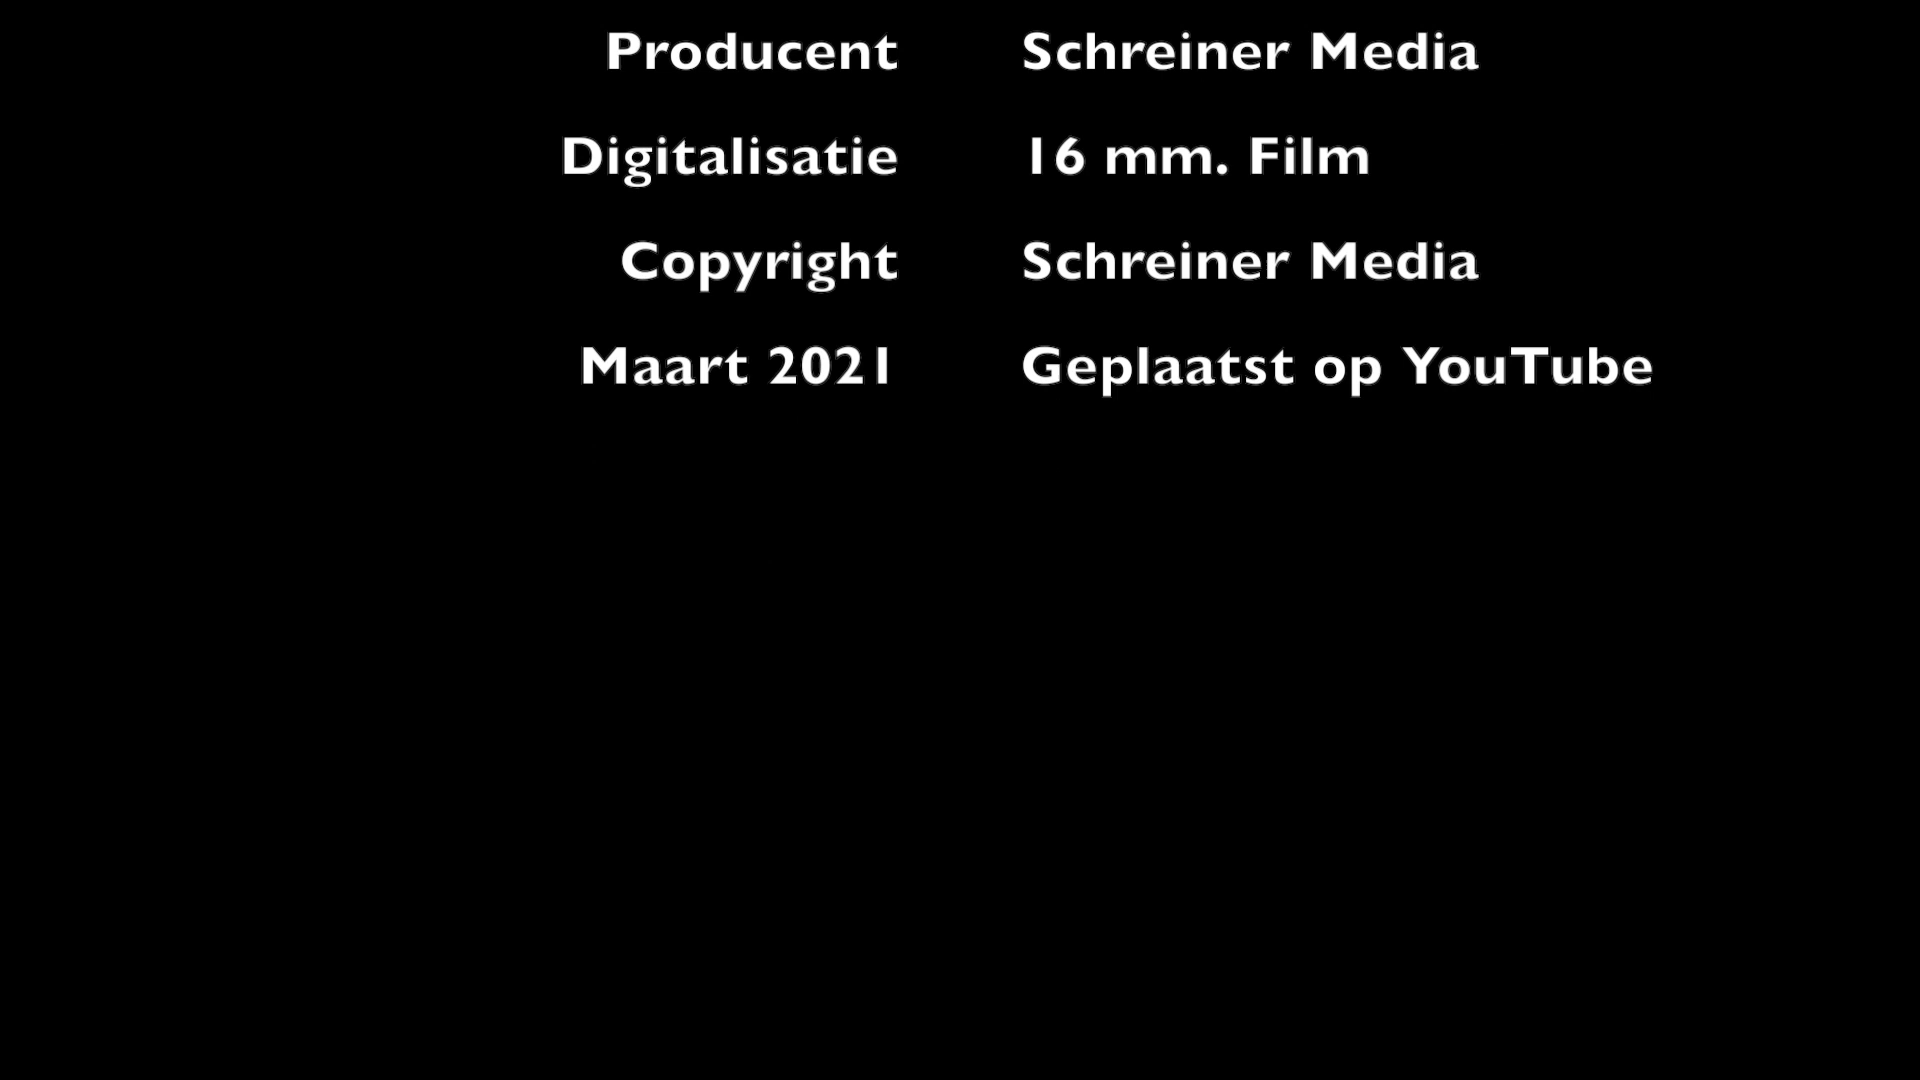 Producent Schreiner Media
Digitalisatie 16 mm. Film
Copyright Schreiner Media
Maart 2021 Geplaatst op YouTube